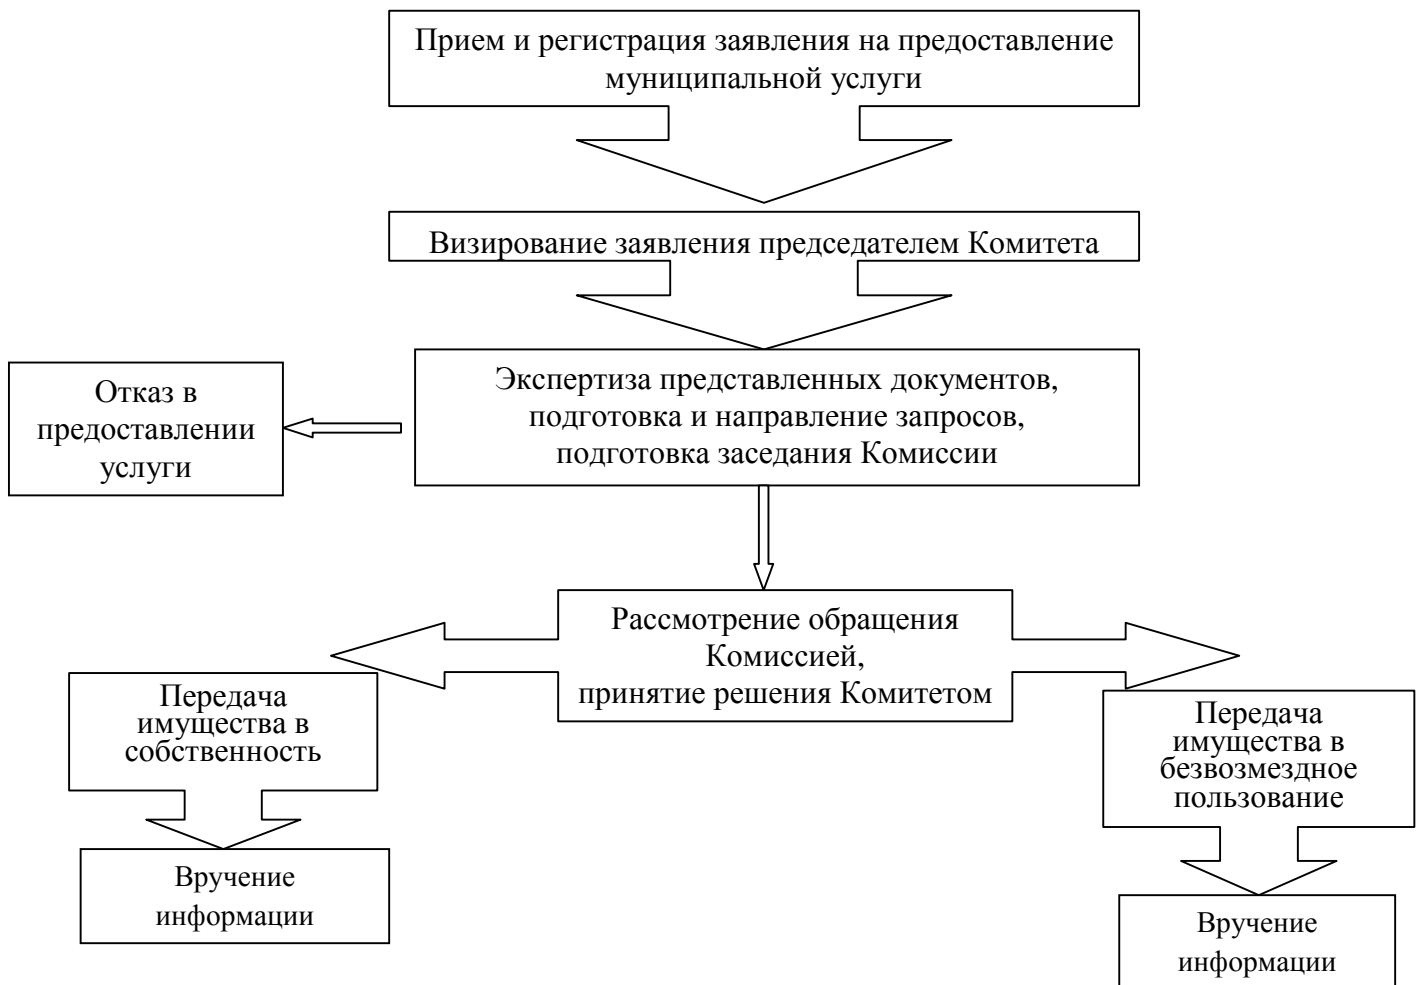 Прием и регистрация заявления на предоставление
муниципальной услуги
Визирование заявления председателем Комитета
Отказ в
предоставлении
услуги
Экспертиза представленных документов,
подготовка и направление запросов,
подготовка заседания Комиссии
Рассмотрение обращения
Комиссией,
принятие решения Комитетом
Передача
имущества в
собственность
Передача
имущества в
безвозмездное
пользование
Вручение
информации
Вручение
информации